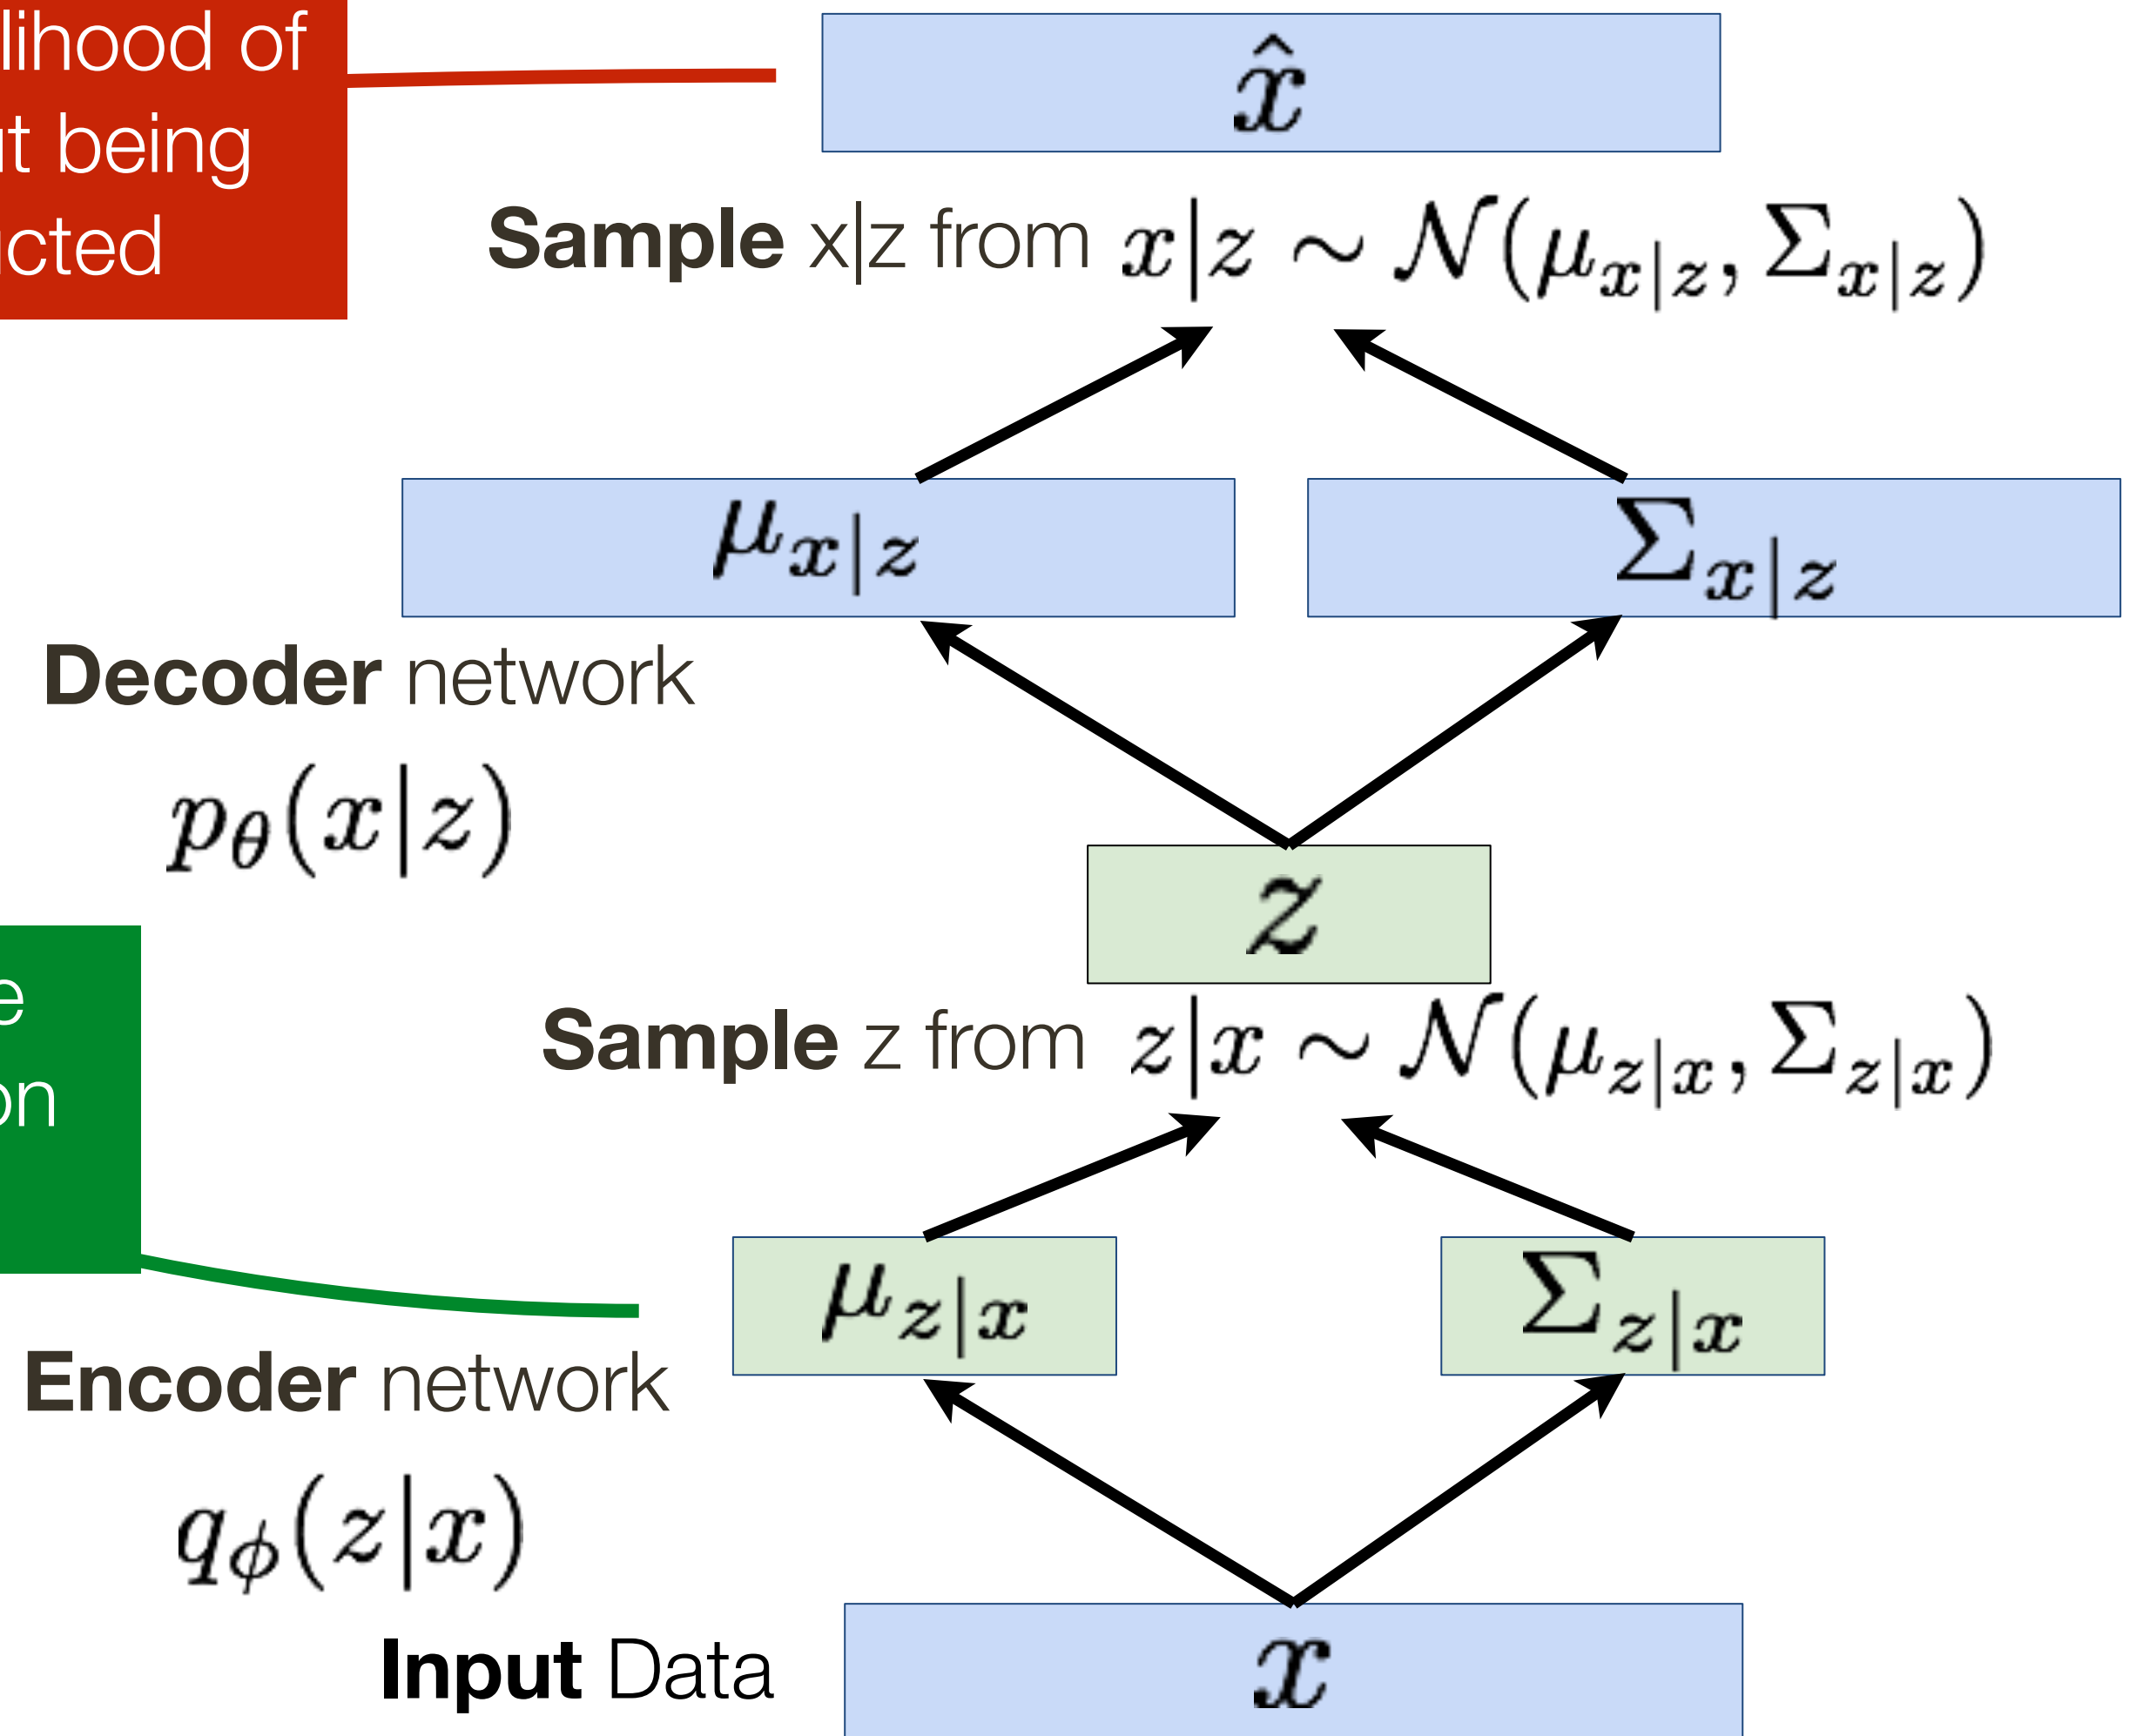 lihood of
t being
cted
x̂
Sample x|z from x|z ∼ 𝒩(μ_{x|z}, Σ_{x|z})
μ_{x|z} Σ_{x|z}
Decoder network
p_θ(x|z)
z
e
on
Sample z from z|x ∼ 𝒩(μ_{z|x}, Σ_{z|x})
μ_{z|x} Σ_{z|x}
Encoder network
q_ϕ(z|x)
Input Data
x